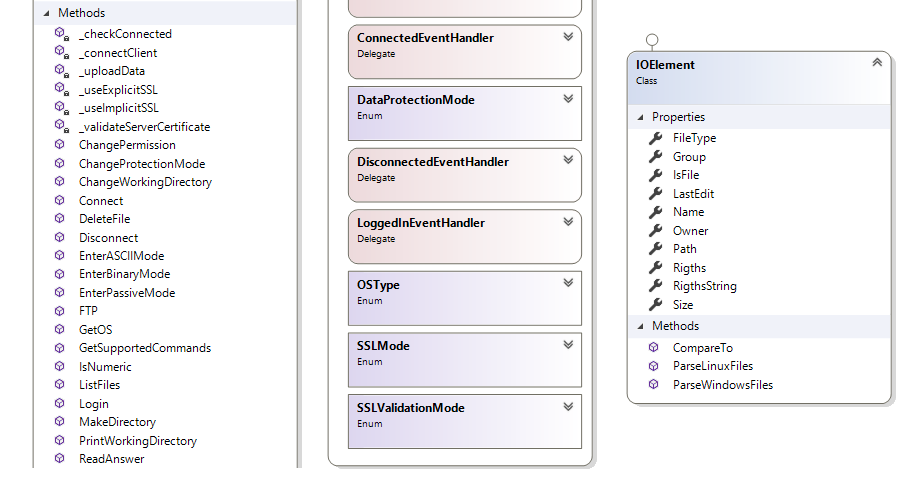 Methods
_checkConnected
_connectClient
_uploadData
_useExplicitSSL
_useImplicitSSL
_validateServerCertificate
ChangePermission
ChangeProtectionMode
ChangeWorkingDirectory
Connect
DeleteFile
Disconnect
EnterASCIIMode
EnterBinaryMode
EnterPassiveMode
FTP
GetOS
GetSupportedCommands
IsNumeric
ListFiles
Login
MakeDirectory
PrintWorkingDirectory
ReadAnswer
ConnectedEventHandler
Delegate
DataProtectionMode
Enum
DisconnectedEventHandler
Delegate
LoggedInEventHandler
Delegate
OSType
Enum
SSLMode
Enum
SSLValidationMode
Enum
IOElement
Class
Properties
FileType
Group
IsFile
LastEdit
Name
Owner
Path
Rigths
RigthsString
Size
Methods
CompareTo
ParseLinuxFiles
ParseWindowsFiles